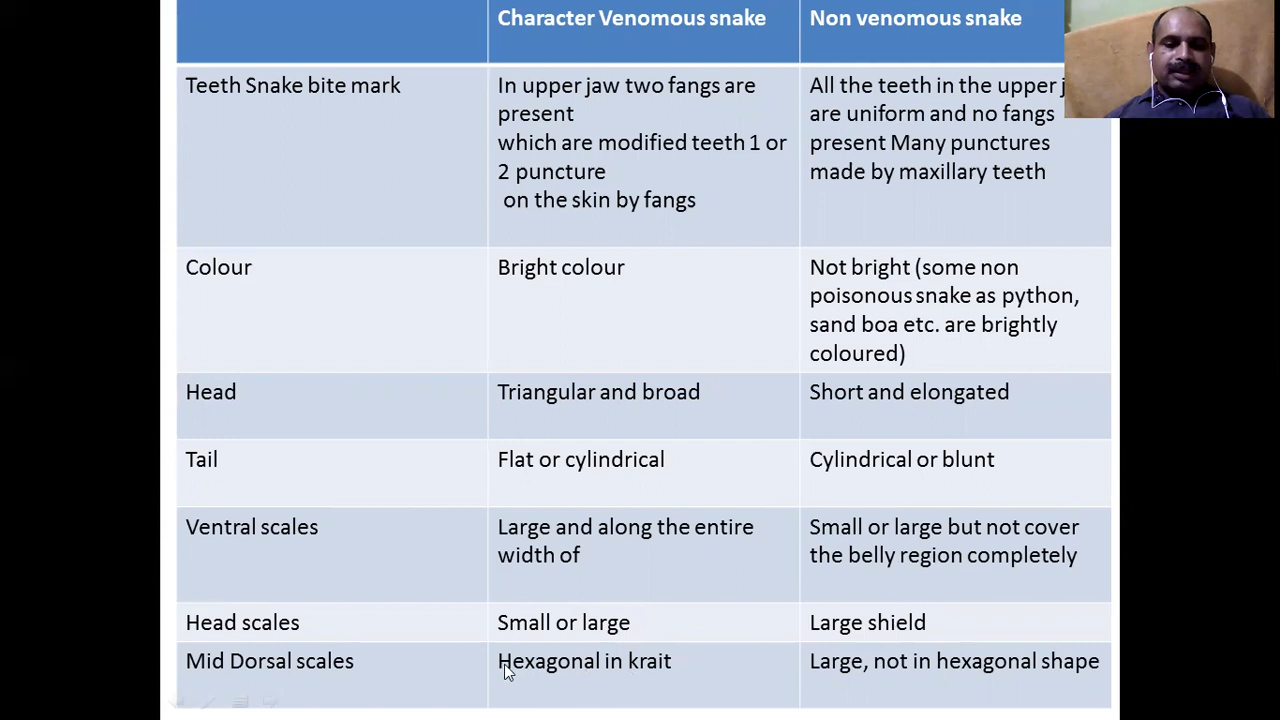 Character Venomous snake
Non venomous snake
Teeth Snake bite mark
In upper jaw two fangs are
present
which are modified teeth 1 or
2 puncture
on the skin by fangs
All the teeth in the upper
are uniform and no fangs
present Many punctures
made by maxillary teeth
Colour
Bright colour
Not bright (some non
poisonous snake as python,
sand boa etc. are brightly
coloured)
Head
Triangular and broad
Short and elongated
Tail
Flat or cylindrical
Cylindrical or blunt
Ventral scales
Large and along the entire
width of
Small or large but not cover
the belly region completely
Head scales
Small or large
Large shield
Mid Dorsal scales
Hexagonal in krait
Large, not in hexagonal shape